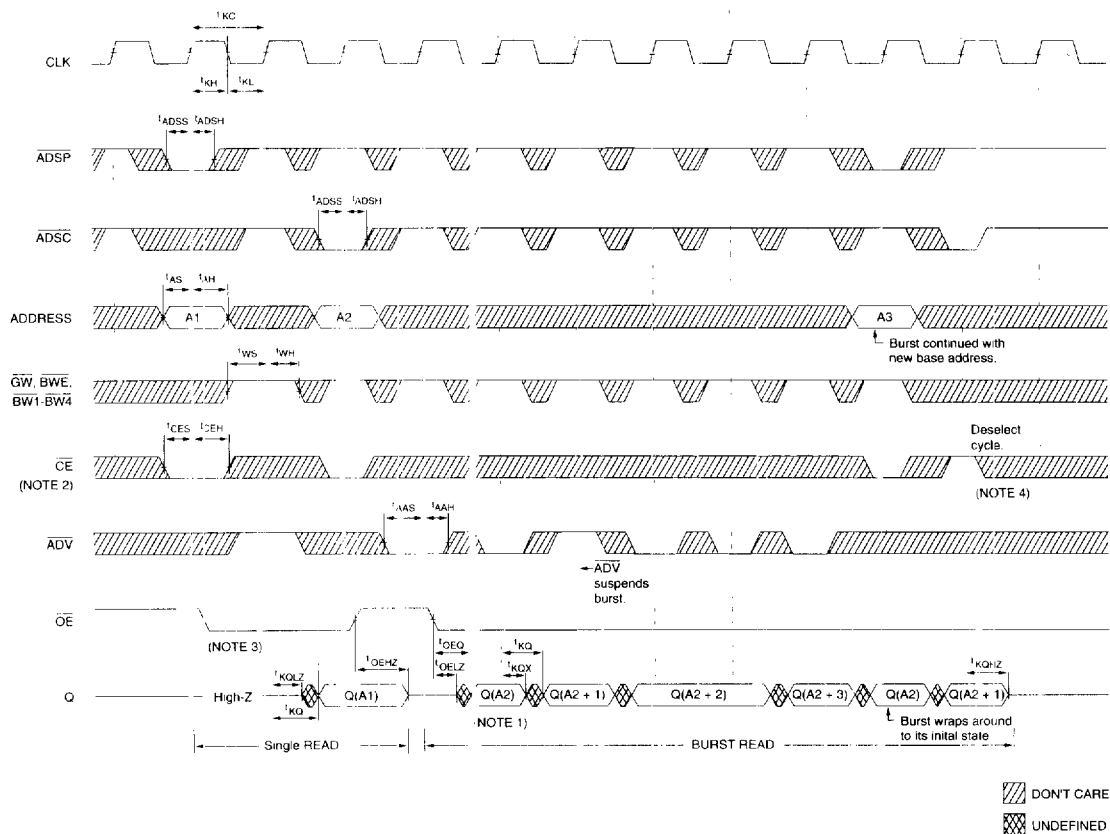 tKC
CLK
tKH tKL
tADSS tADSH
ADSP
tADSS tADSH
ADSC
tAS tAH
ADDRESS A1 A2 A3
Burst continued with
new base address.
tWS tWH
GW, BWE,
BW1-BW4
tCES tCEH
Deselect
cycle.
CE
(NOTE 2) (NOTE 4)
tAAS tAAH
ADV
ADV
suspends
burst.
OE
(NOTE 3)
tOEQ tKQ
tOEHZ tOELZ tKQX
tKQLZ tKQHZ
Q High-Z Q(A1) Q(A2) Q(A2 + 1) Q(A2 + 2) Q(A2 + 3) Q(A2) Q(A2 + 1)
tKQ
NOTE 1)
Burst wraps around
to its inital state
Single READ BURST READ
DON'T CARE
UNDEFINED